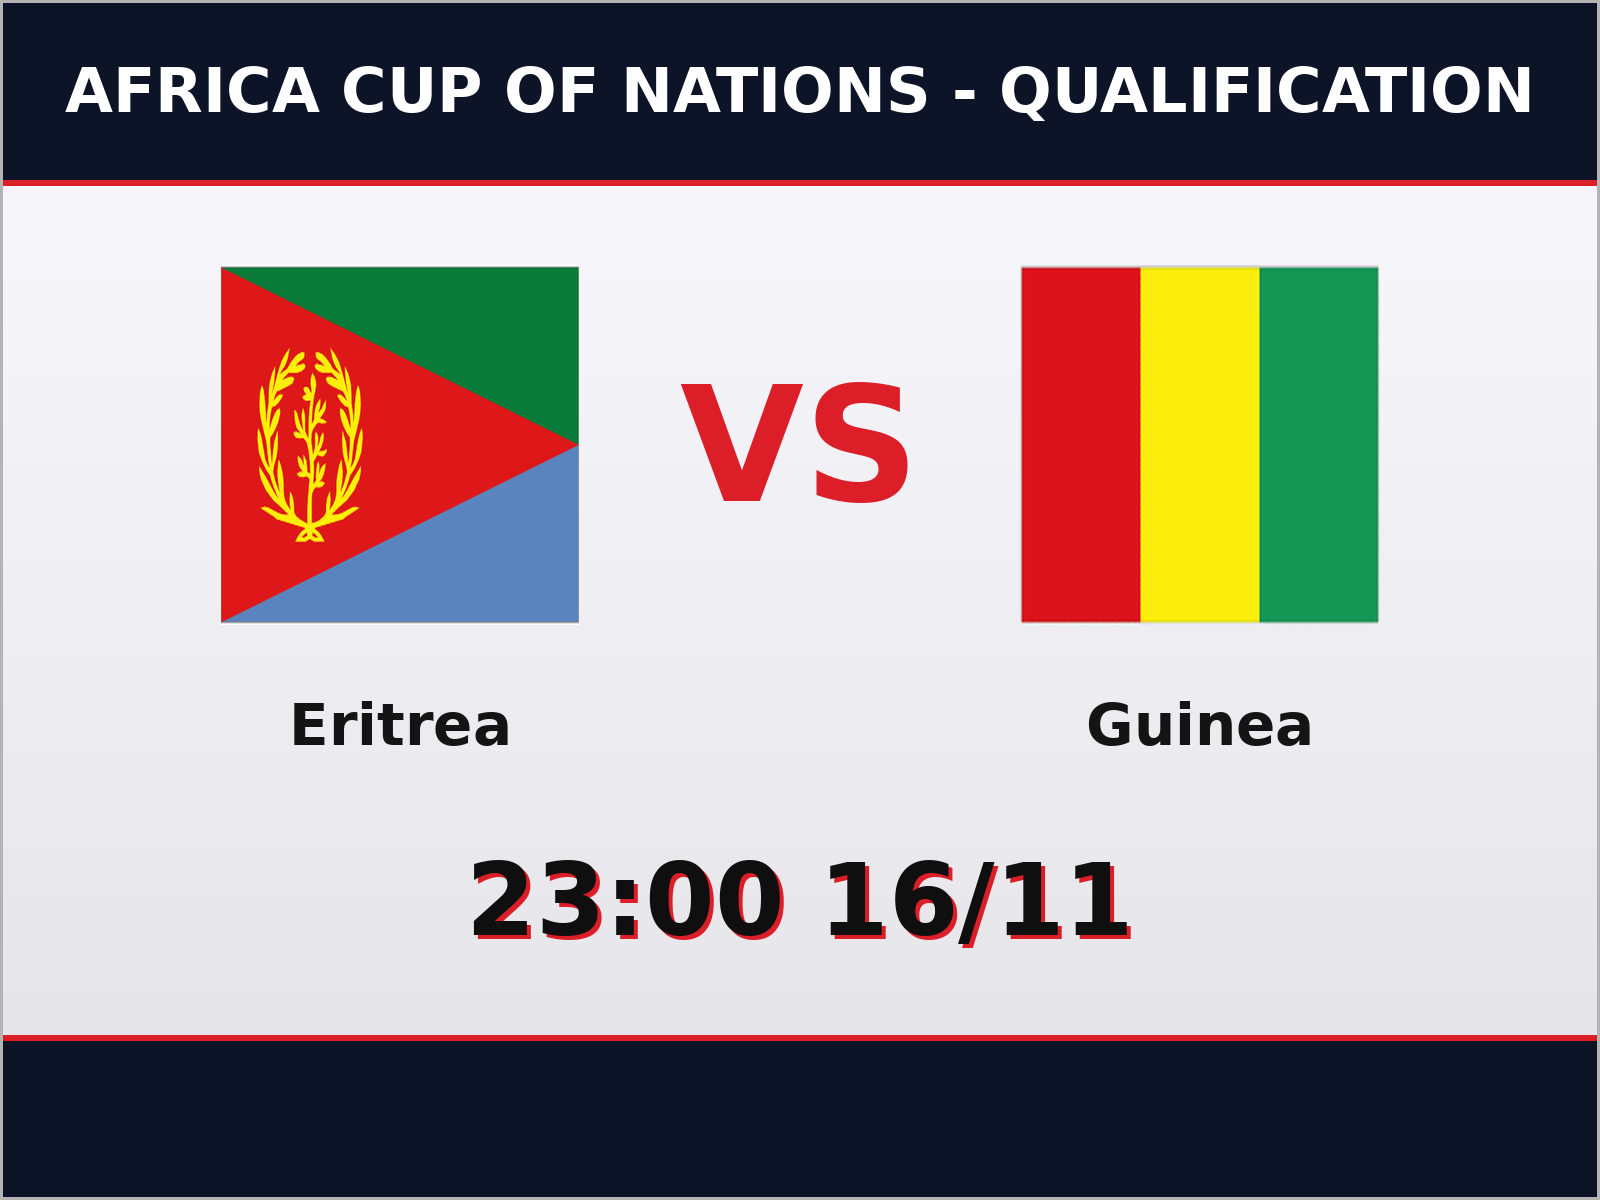 AFRICA CUP OF NATIONS - QUALIFICATION
VS
Eritrea
Guinea
23:00 16/11